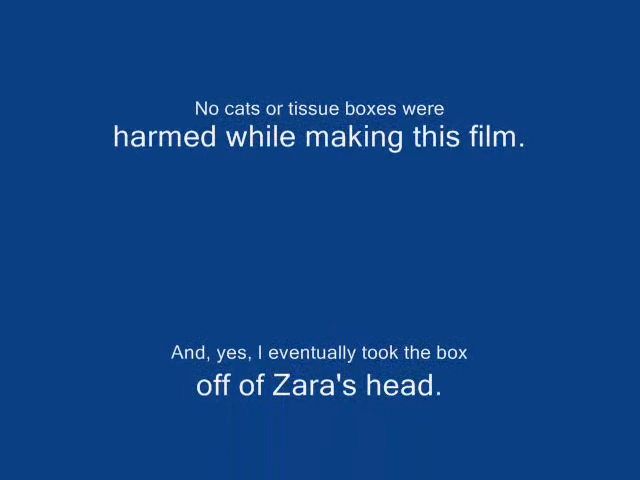 No cats or tissue boxes were
harmed while making this film.
And, yes, I eventually took the box
off of Zara's head.